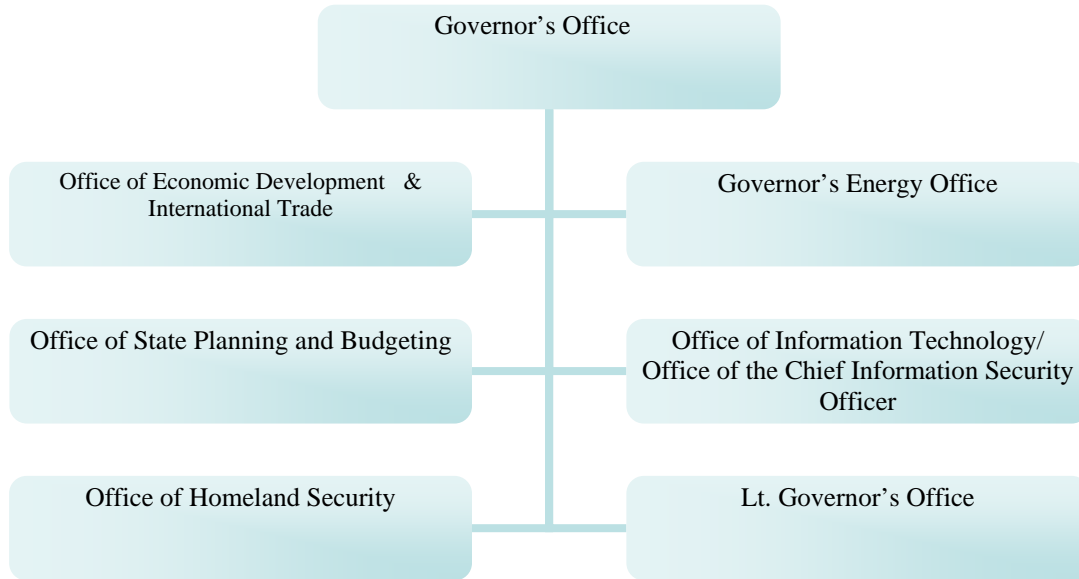 Governor’s Office
Office of Economic Development &
International Trade
Governor’s Energy Office
Office of State Planning and Budgeting
Office of Information Technology/
Office of the Chief Information Security
Officer
Office of Homeland Security
Lt. Governor’s Office